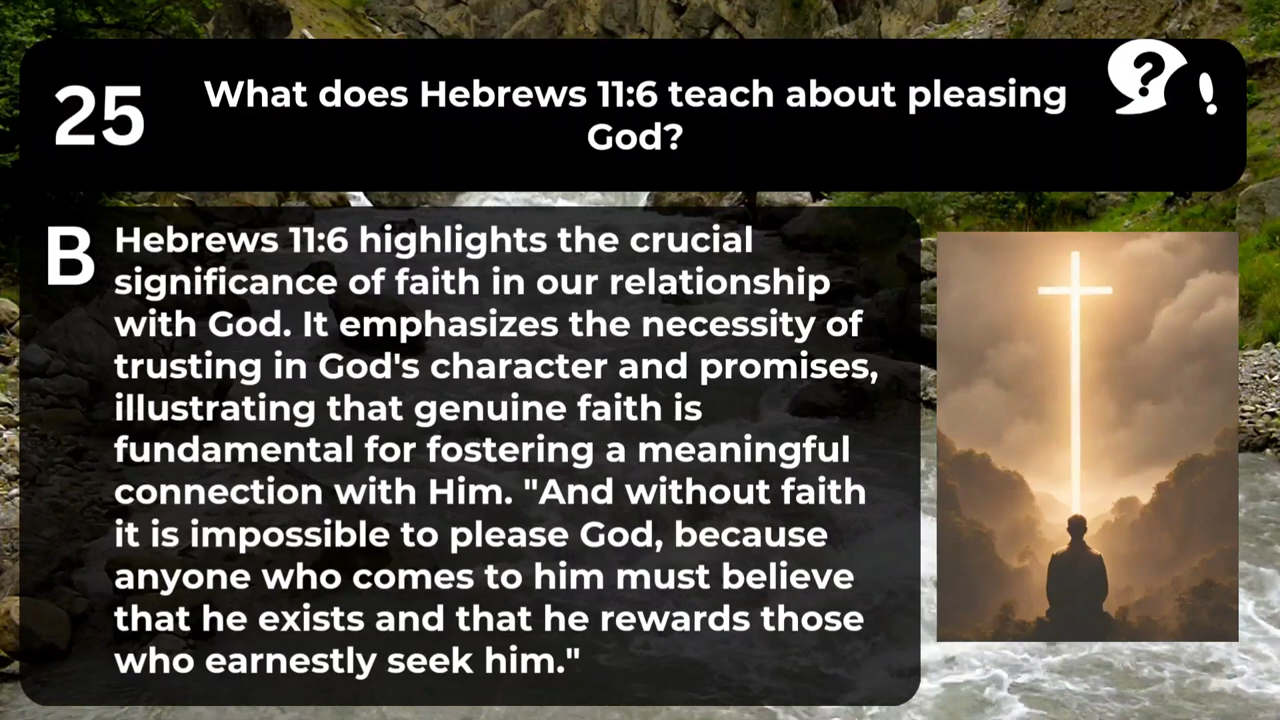 25
What does Hebrews 11:6 teach about pleasing
God?
?!
B
Hebrews 11:6 highlights the crucial
significance of faith in our relationship
with God. It emphasizes the necessity of
trusting in God's character and promises,
illustrating that genuine faith is
fundamental for fostering a meaningful
connection with Him. "And without faith
it is impossible to please God, because
anyone who comes to him must believe
that he exists and that he rewards those
who earnestly seek him."